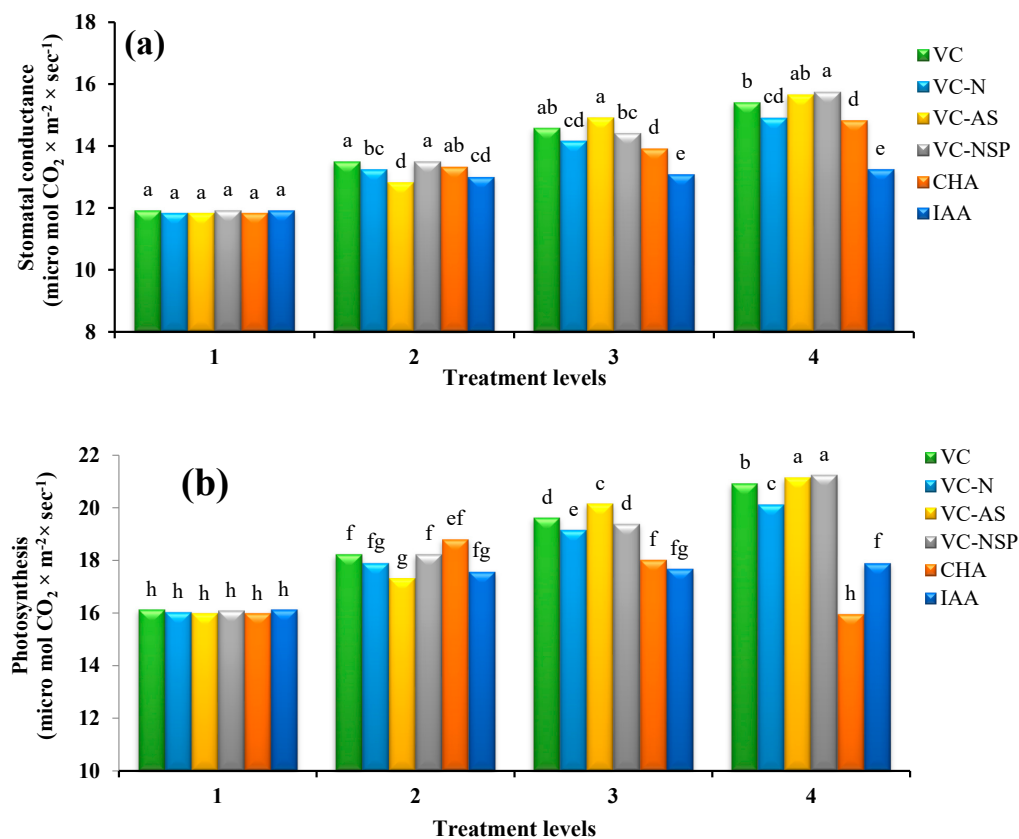 (a)
Stomatal conductance
(micro mol CO₂ × m⁻² × sec⁻¹)
18
16
14
12
10
8
a a a a a a
a bc d a ab cd
ab cd a bc d e
b cd ab a d e
1 2 3 4
Treatment levels
VC
VC-N
VC-AS
VC-NSP
CHA
IAA
(b)
Photosynthesis
(micro mol CO₂ × m⁻²× sec⁻¹)
22
20
18
16
14
12
10
h h h h h h
f fg g f ef fg
d e c d f fg
b c a a h f
1 2 3 4
Treatment levels
VC
VC-N
VC-AS
VC-NSP
CHA
IAA